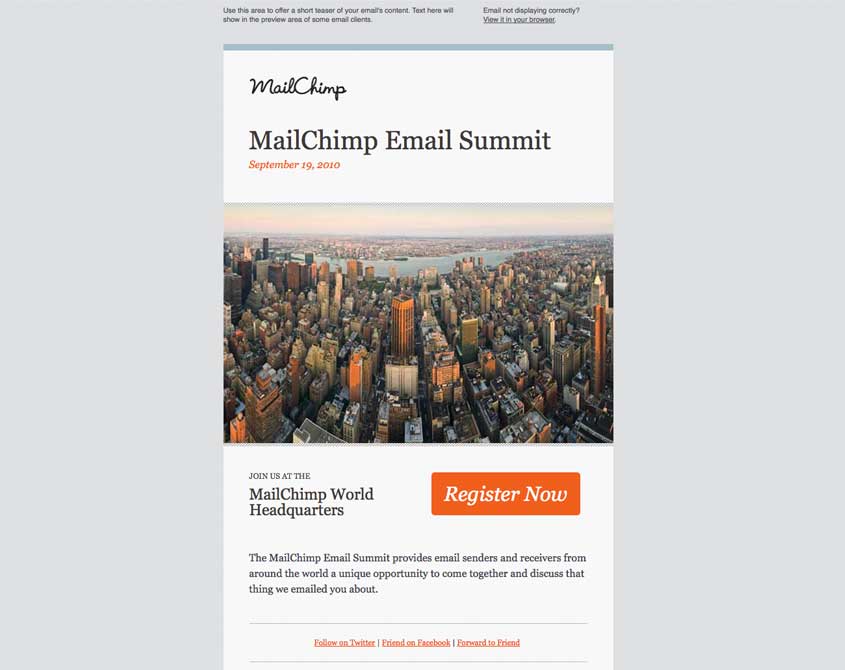 Use this area to offer a short teaser of your email's content. Text here will
show in the preview area of some email clients.
Email not displaying correctly?
View it in your browser.
MailChimp
MailChimp Email Summit
September 19, 2010
JOIN US AT THE
MailChimp World
Headquarters
Register Now
The MailChimp Email Summit provides email senders and receivers from
around the world a unique opportunity to come together and discuss that
thing we emailed you about.
Follow on Twitter | Friend on Facebook | Forward to Friend